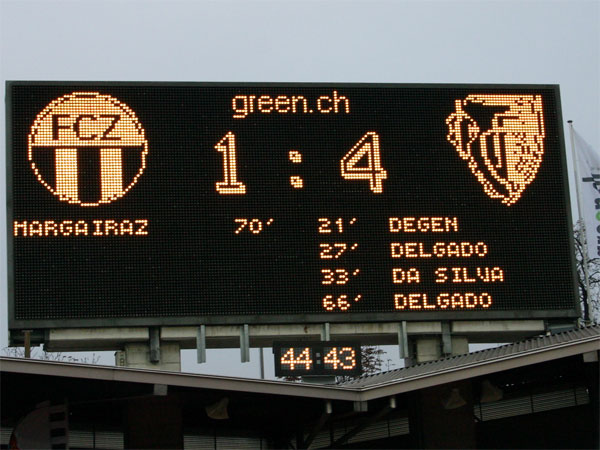 green.ch
FCZ
1:4
MARGAIRAZ 70' 21' DEGEN
27' DELGADO
33' DA SILVA
66' DELGADO
44:43